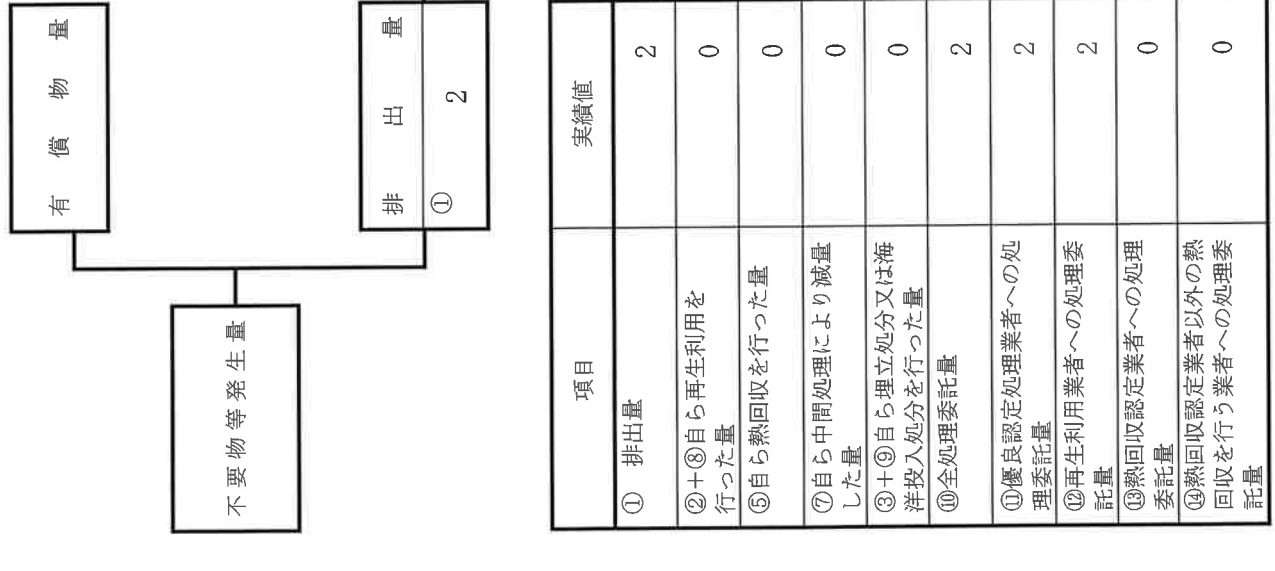 有償物量
不要物等発生量
排出量
① 2
項目 実績値
① 排出量 2
②+⑧自ら再生利用を
行った量 0
⑤自ら熱回収を行った量 0
⑦自ら中間処理により減量
した量 0
③+⑨自ら埋立処分又は海
洋投入処分を行った量 0
⑩全処理委託量 2
⑪優良認定処理業者への処
理委託量 2
⑫再生利用業者への処理委
託量 2
⑬熱回収認定業者への処理
委託量 0
⑭熱回収認定業者以外の熱
回収を行う業者への処理委
託量 0